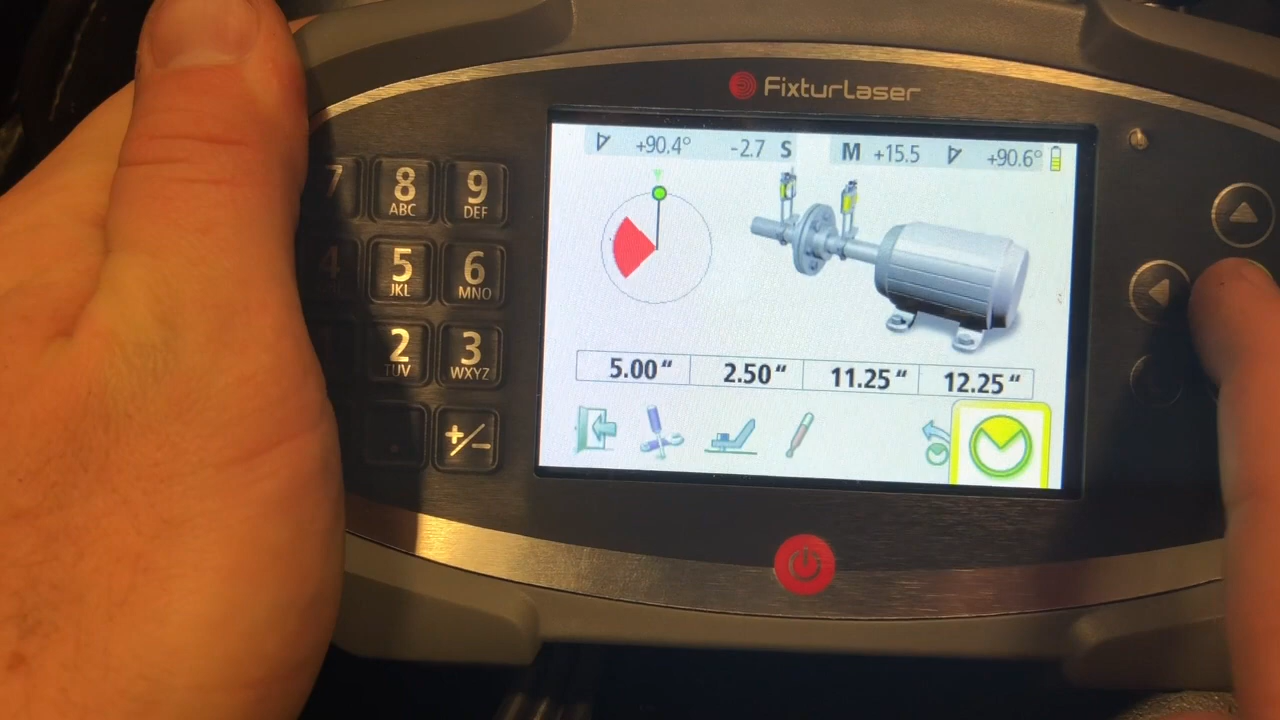 FIXTURLASER
+90.4° -2.7 S M +15.5 +90.6°
7 8 ABC 9 DEF
4 5 JKL 6 MNO
2 TUV 3 WXYZ
. +/-
5.00“ 2.50“ 11.25“ 12.25“